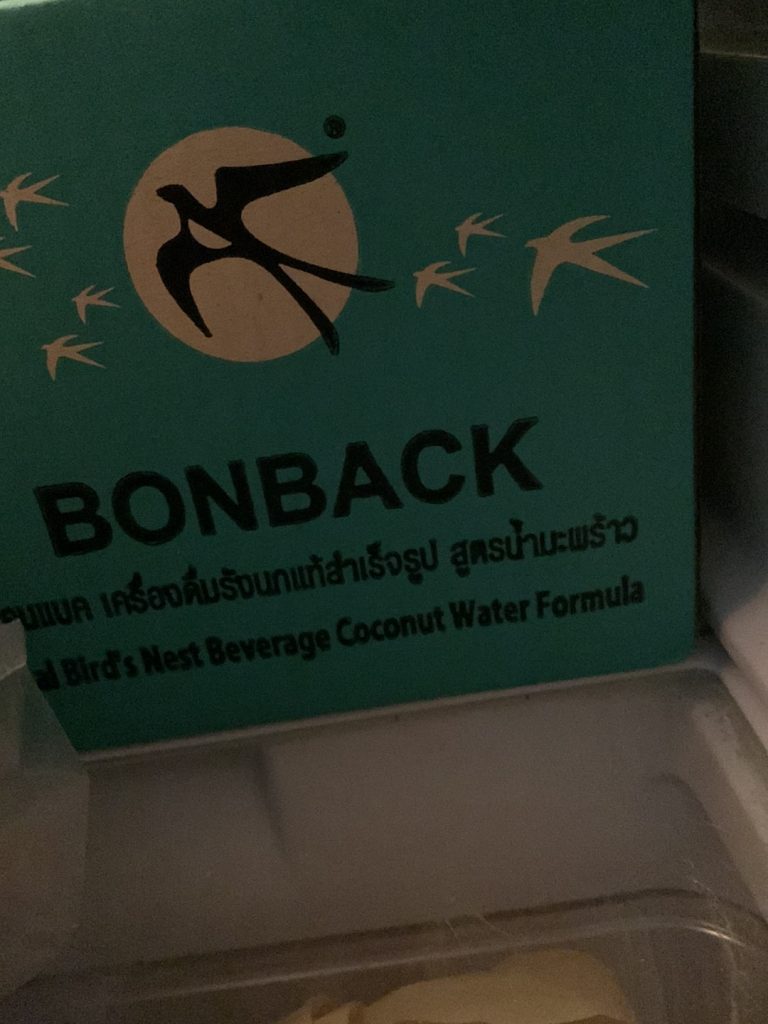 BONBACK
เครื่องดื่มรังนกแท้สำเร็จรูป สูตรน้ำมะพร้าว
Bird's Nest Beverage Coconut Water Formula